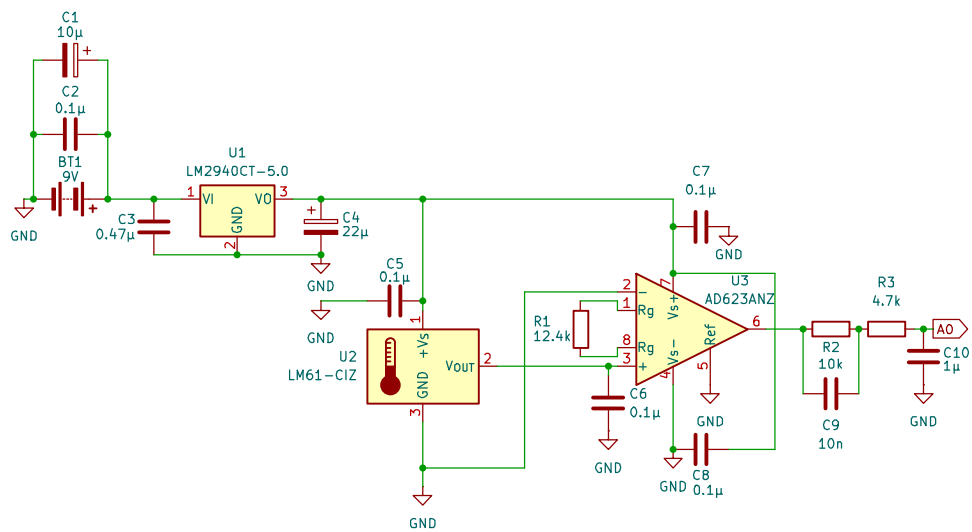 C1
10µ
C2
0.1µ
BT1
9V
+
+
GND
U1
LM2940CT-5.0
1
VI
VO
3
GND
2
C3
0.47µ
+
C4
22µ
GND
C5
0.1µ
GND
1
+Vs
U2
LM61-CIZ
VOUT
2
GND
3
GND
C7
0.1µ
GND
U3
AD623ANZ
2
-
7
Vs+
1
Rg
R1
12.4k
8
Rg
3
+
Vs-
4
Ref
5
6
GND
C6
0.1µ
GND
GND
C8
0.1µ
R3
4.7k
R2
10k
C9
10n
A0
C10
1µ
GND